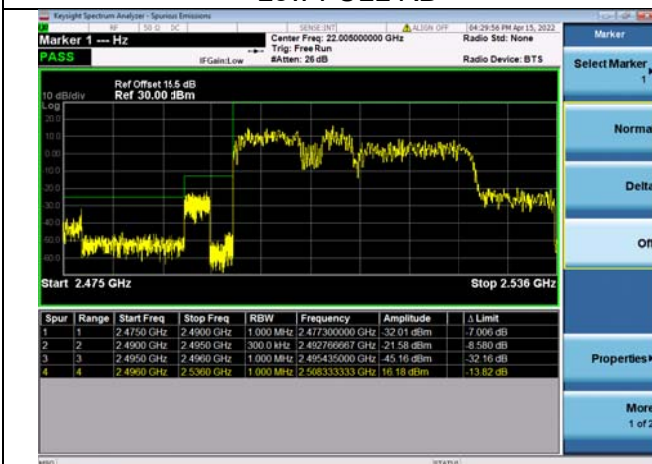 Keysight Spectrum Analyzer - Spurious Emissions
RF 50 Ω DC SENSE:INT ALIGN OFF 04:29:56 PM Apr 15, 2022
Marker 1 --- Hz
Center Freq: 22.005000000 GHz
Radio Std: None
Trig: Free Run
PASS
IFGain:Low
#Atten: 26 dB
Radio Device: BTS
Ref Offset 15.5 dB
10 dB/div
Ref 30.00 dBm
Log
20.0
10.0
0.00
-10.0
-20.0
-30.0
-40.0
-50.0
-60.0
Start 2.475 GHz
Stop 2.536 GHz
Spur Range Start Freq Stop Freq RBW Frequency Amplitude Δ Limit
1 1 2.4750 GHz 2.4900 GHz 1.000 MHz 2.477300000 GHz -32.01 dBm -7.006 dB
2 2 2.4900 GHz 2.4950 GHz 300.0 kHz 2.492766667 GHz -21.58 dBm -8.580 dB
3 3 2.4950 GHz 2.4960 GHz 1.000 MHz 2.495435000 GHz -45.16 dBm -32.16 dB
4 4 2.4960 GHz 2.5360 GHz 1.000 MHz 2.508333333 GHz 16.18 dBm -13.82 dB
Marker
Select Marker
1
Norma
Delta
Off
Properties
More
1 of 2
MSG
STATUS